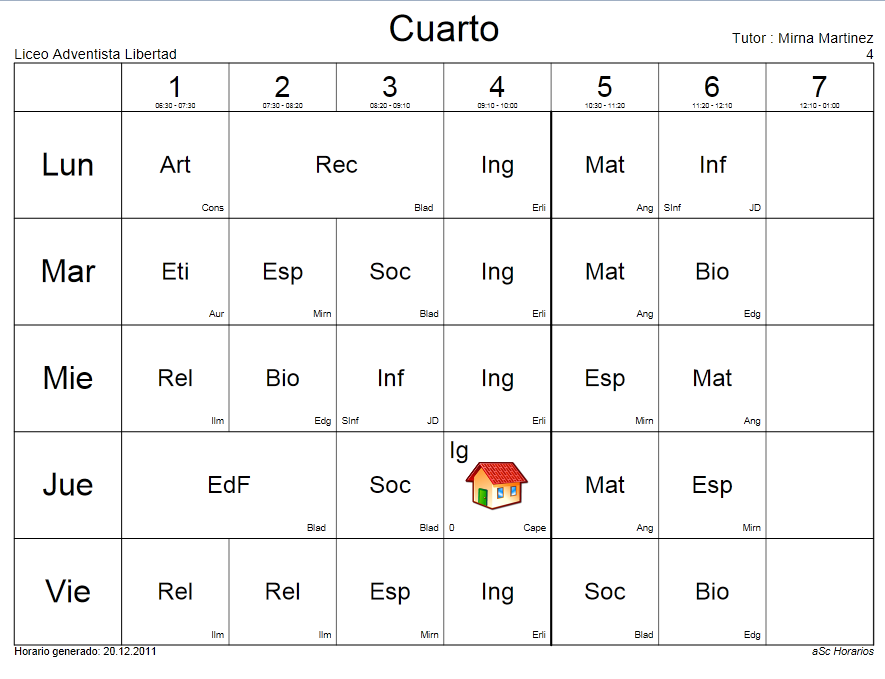 Cuarto
Tutor : Mirna Martinez
Liceo Adventista Libertad
4
1 2 3 4 5 6 7
06:30 - 07:30 07:30 - 08:20 08:20 - 09:10 09:10 - 10:00 10:30 - 11:20 11:20 - 12:10 12:10 - 01:00
Lun Art Rec Ing Mat Inf
Cons Blad Erli Ang SInf JD
Mar Eti Esp Soc Ing Mat Bio
Aur Mirn Blad Erli Ang Edg
Mie Rel Bio Inf Ing Esp Mat
Ilm Edg SInf JD Erli Mirn Ang
Ig
Jue EdF Soc Mat Esp
Blad Blad 0 Cape Ang Mirn
Vie Rel Rel Esp Ing Soc Bio
Ilm Ilm Mirn Erli Blad Edg
Horario generado: 20.12.2011 aSc Horarios